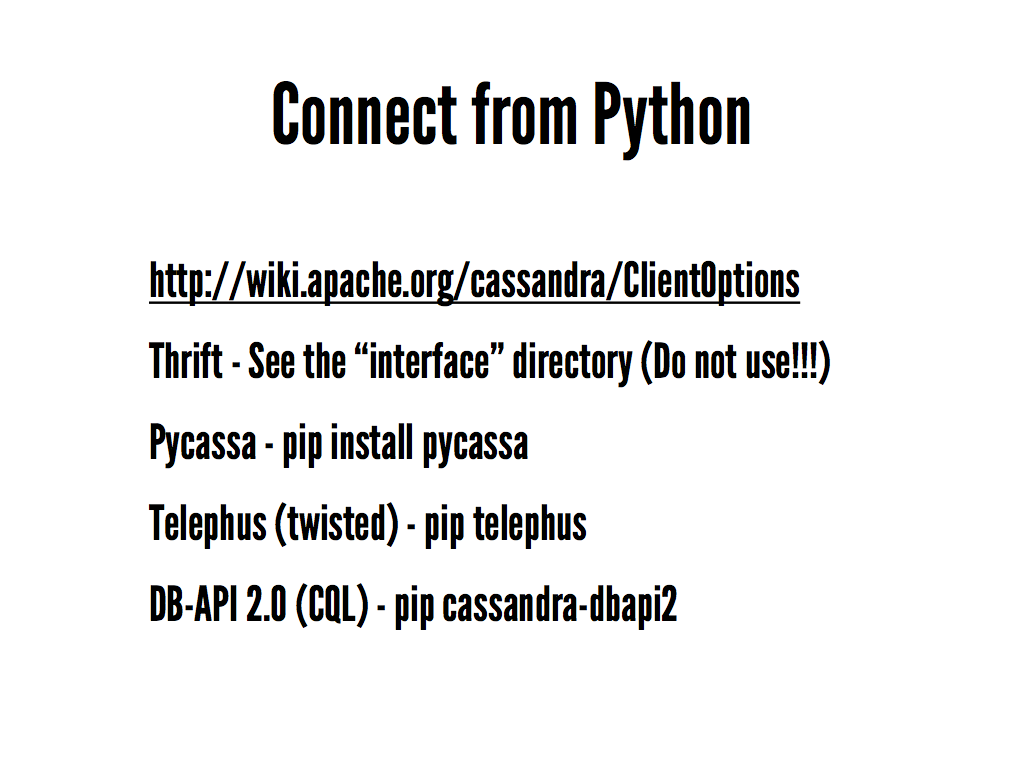 Connect from Python
http://wiki.apache.org/cassandra/ClientOptions
Thrift - See the “interface” directory (Do not use!!!)
Pycassa - pip install pycassa
Telephus (twisted) - pip telephus
DB-API 2.0 (CQL) - pip cassandra-dbapi2